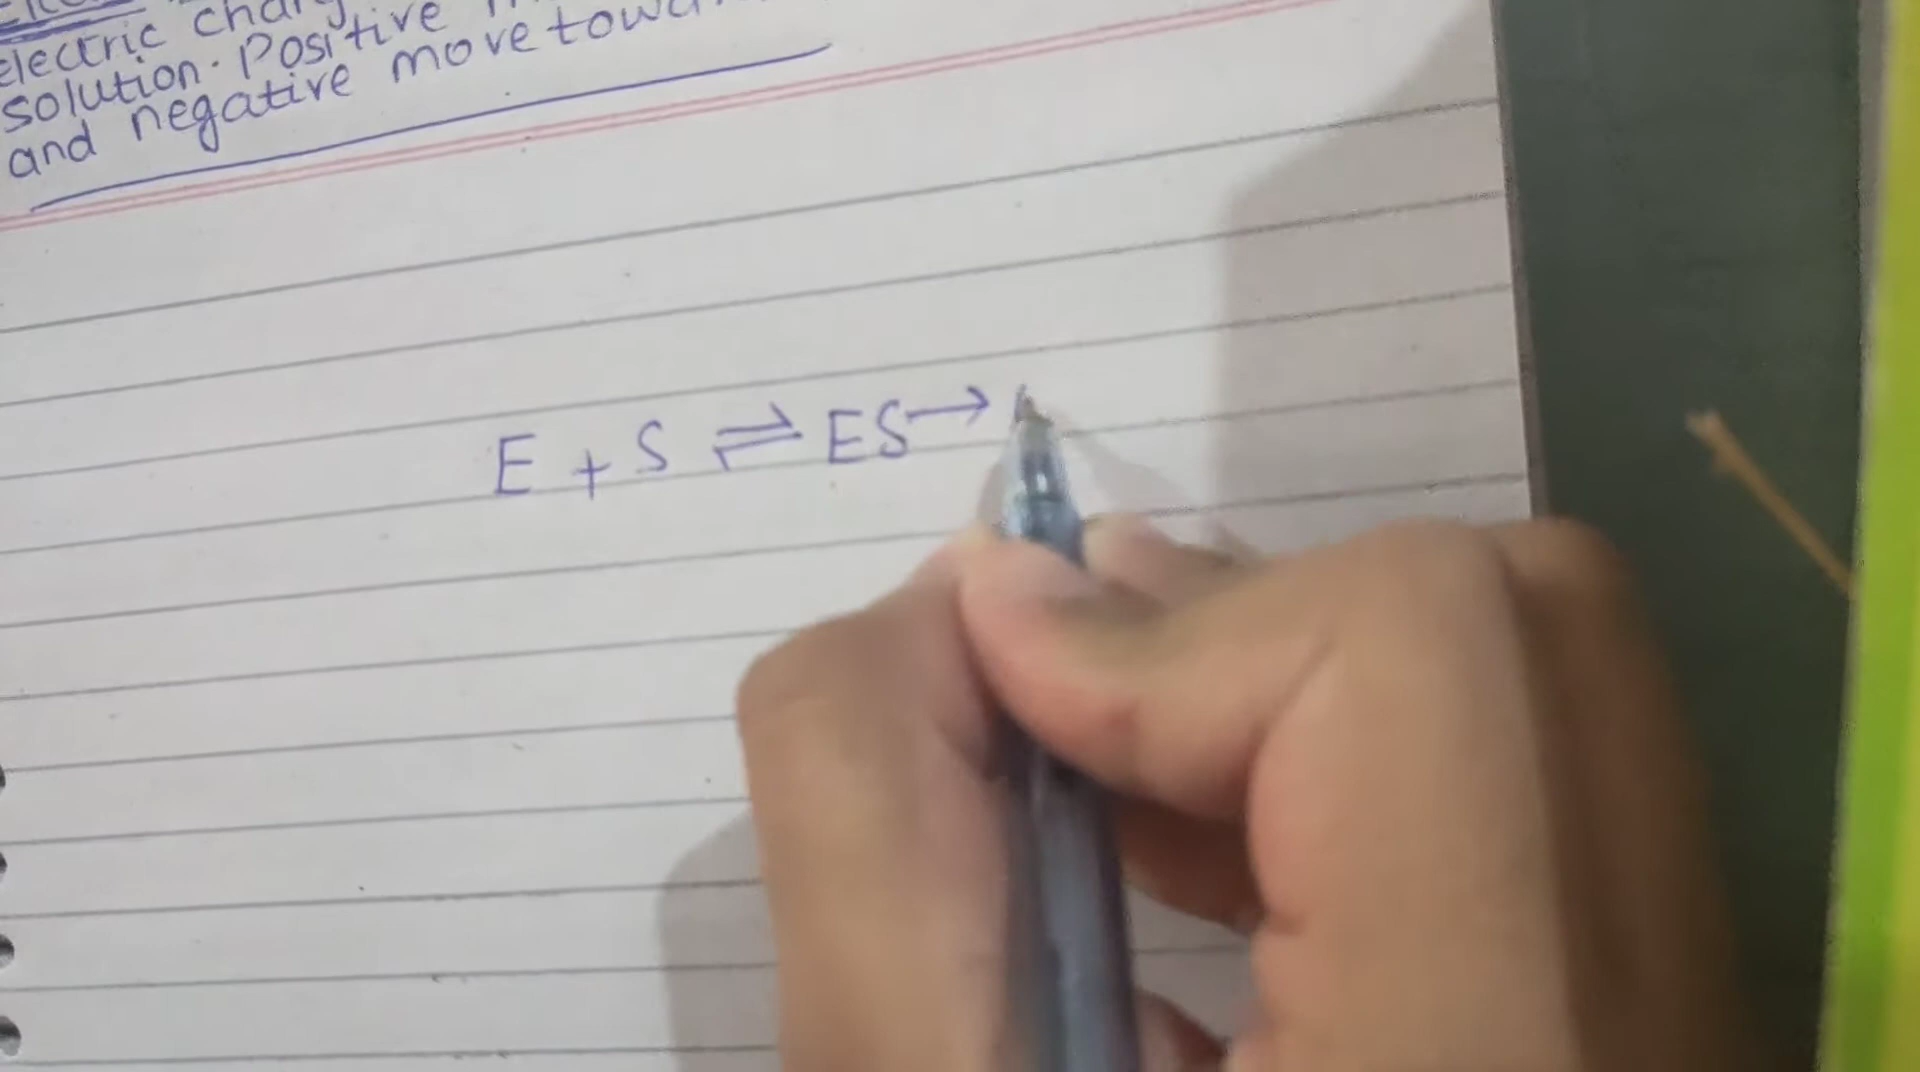 electric
solution. Positive
and negative move
E + S ⇌ ES →